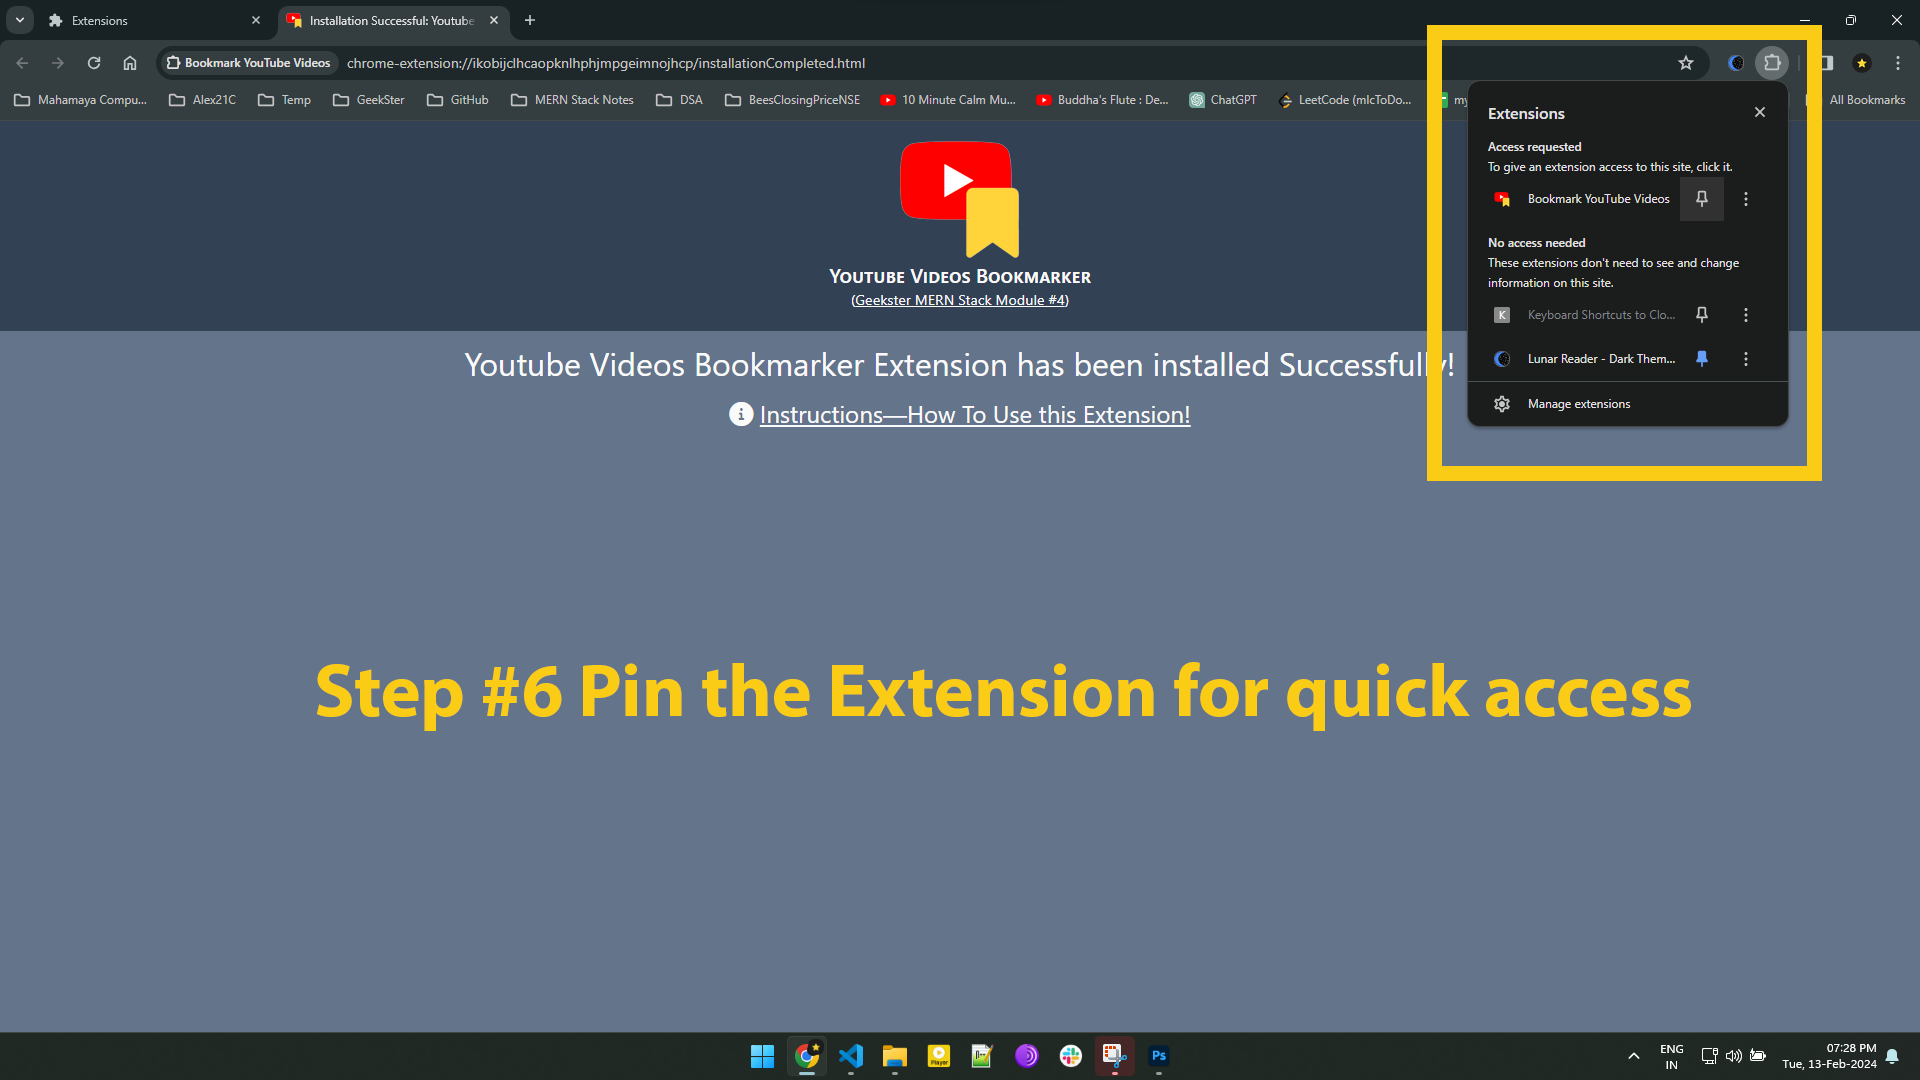 Extensions
Installation Successful: Youtube
Bookmark YouTube Videos
chrome-extension://ikobijclhcaopknlhphjmpgeimnojhcp/installationCompleted.html
Mahamaya Compu...
Alex21C
Temp
GeekSter
GitHub
MERN Stack Notes
DSA
BeesClosingPriceNSE
10 Minute Calm Mu...
Buddha's Flute : De...
ChatGPT
LeetCode (mlcToDo...
my
All Bookmarks
Extensions
Access requested
To give an extension access to this site, click it.
Bookmark YouTube Videos
No access needed
These extensions don't need to see and change
information on this site.
K
Keyboard Shortcuts to Clo...
Lunar Reader - Dark Them...
Manage extensions
Youtube Videos Bookmarker
(Geekster MERN Stack Module #4)
Youtube Videos Bookmarker Extension has been installed Successfully!
Instructions—How To Use this Extension!
Step #6 Pin the Extension for quick access
Player
Ps
ENG
IN
07:28 PM
Tue, 13-Feb-2024